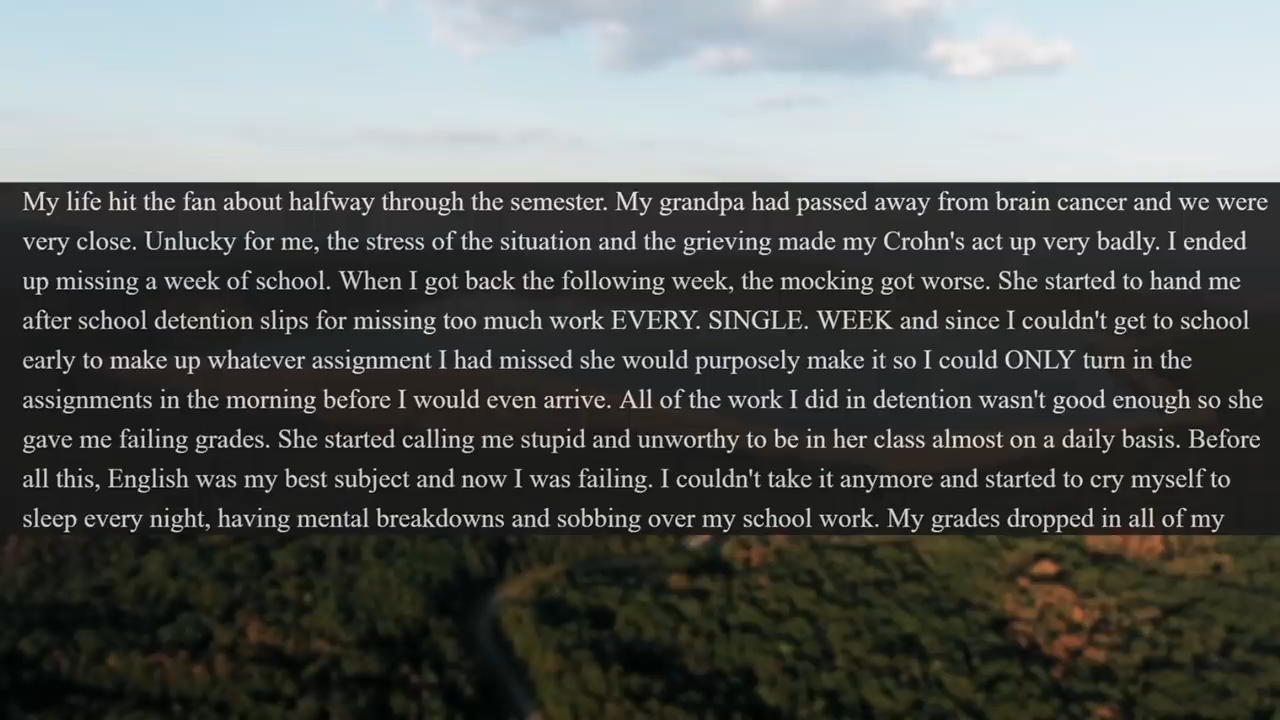 My life hit the fan about halfway through the semester. My grandpa had passed away from brain cancer and we were
very close. Unlucky for me, the stress of the situation and the grieving made my Crohn's act up very badly. I ended
up missing a week of school. When I got back the following week, the mocking got worse. She started to hand me
after school detention slips for missing too much work EVERY. SINGLE. WEEK and since I couldn't get to school
early to make up whatever assignment I had missed she would purposely make it so I could ONLY turn in the
assignments in the morning before I would even arrive. All of the work I did in detention wasn't good enough so she
gave me failing grades. She started calling me stupid and unworthy to be in her class almost on a daily basis. Before
all this, English was my best subject and now I was failing. I couldn't take it anymore and started to cry myself to
sleep every night, having mental breakdowns and sobbing over my school work. My grades dropped in all of my